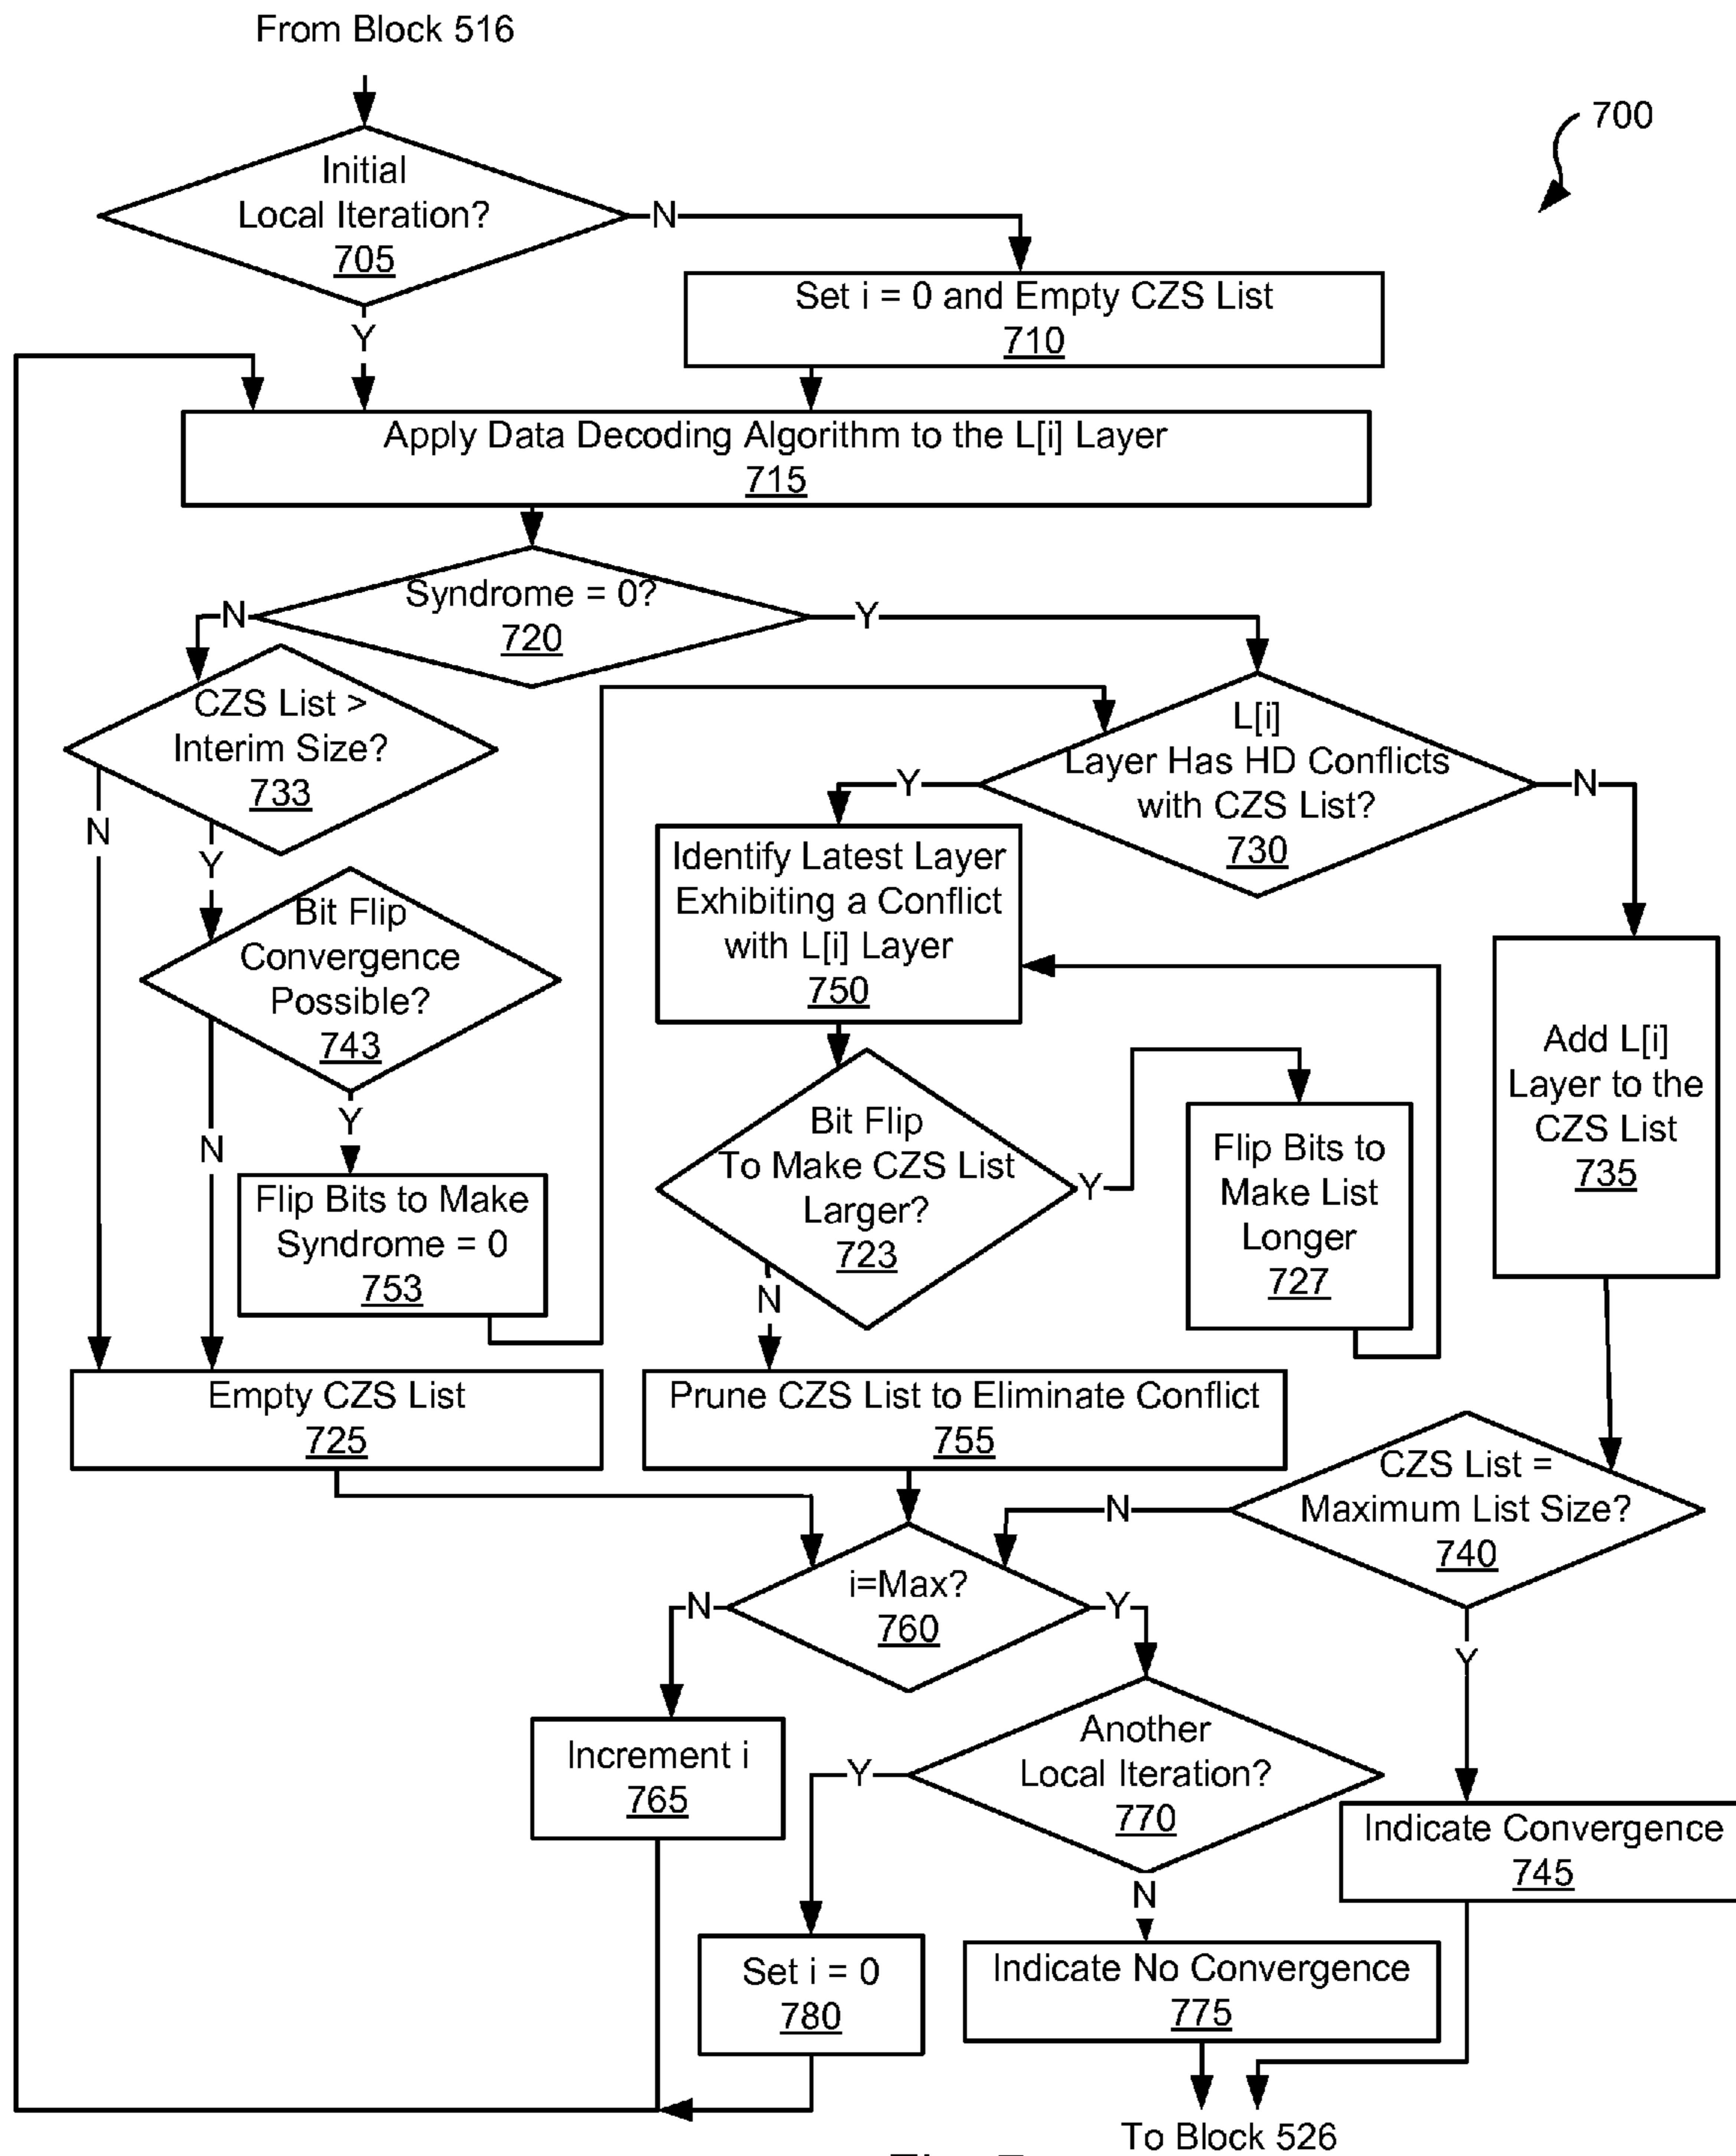 From Block 516
700
Initial
Local Iteration?
705
N
Y
Set i = 0 and Empty CZS List
710
Apply Data Decoding Algorithm to the L[i] Layer
715
Syndrome = 0?
720
N
Y
CZS List >
Interim Size?
733
N
Y
L[i]
Layer Has HD Conflicts
with CZS List?
730
Y
N
Identify Latest Layer
Exhibiting a Conflict
with L[i] Layer
750
Bit Flip
Convergence
Possible?
743
Y
N
Add L[i]
Layer to the
CZS List
735
Bit Flip
To Make CZS List
Larger?
723
Y
N
Flip Bits to
Make List
Longer
727
Flip Bits to Make
Syndrome = 0
753
Empty CZS List
725
Prune CZS List to Eliminate Conflict
755
CZS List =
Maximum List Size?
740
N
Y
i=Max?
760
N
Y
Increment i
765
Another
Local Iteration?
770
Y
N
Indicate Convergence
745
Set i = 0
780
Indicate No Convergence
775
To Block 526